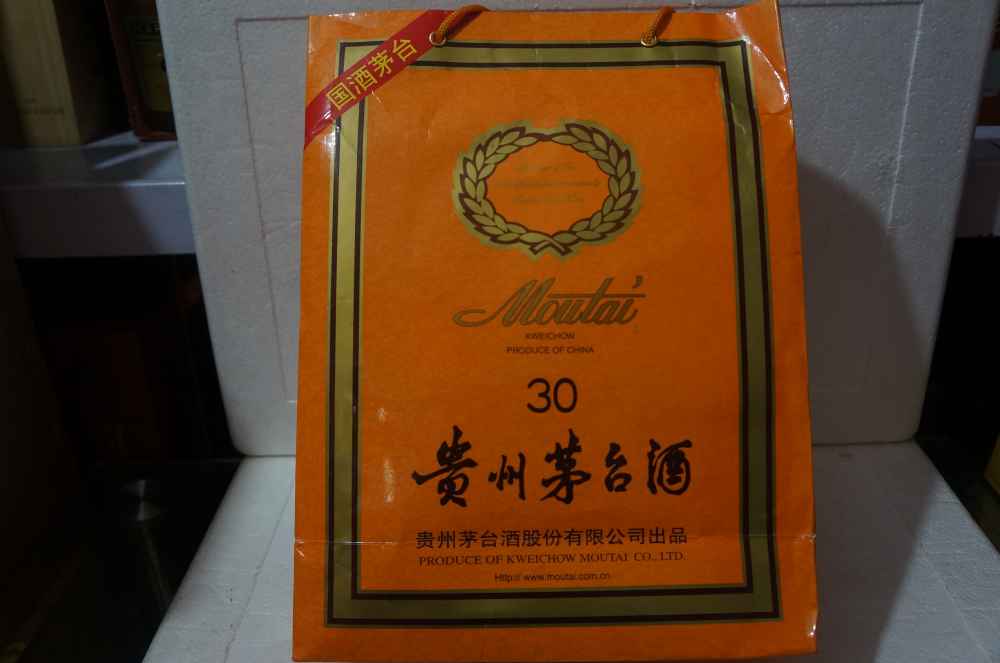 国酒茅台
Moutai
KWEICHOW
PRODUCE OF CHINA
30
贵州茅台酒
贵州茅台酒股份有限公司出品
PRODUCE OF KWEICHOW MOUTAI CO., LTD.
Http:// www.moutai.com.cn